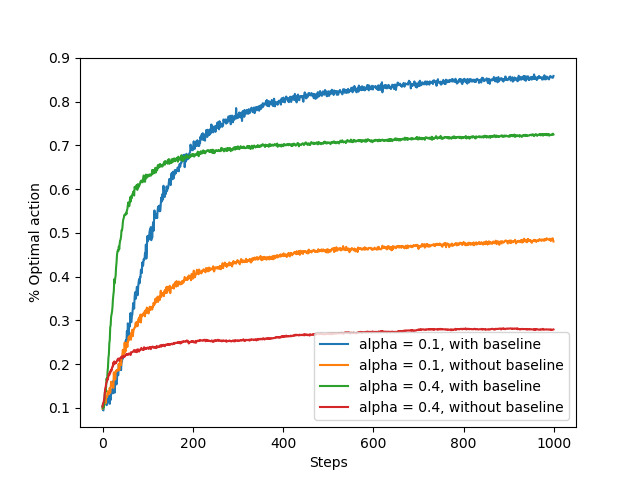 0.9
0.8
0.7
0.6
0.5
0.4
0.3
0.2
0.1
% Optimal action
alpha = 0.1, with baseline
alpha = 0.1, without baseline
alpha = 0.4, with baseline
alpha = 0.4, without baseline
0 200 400 600 800 1000
Steps